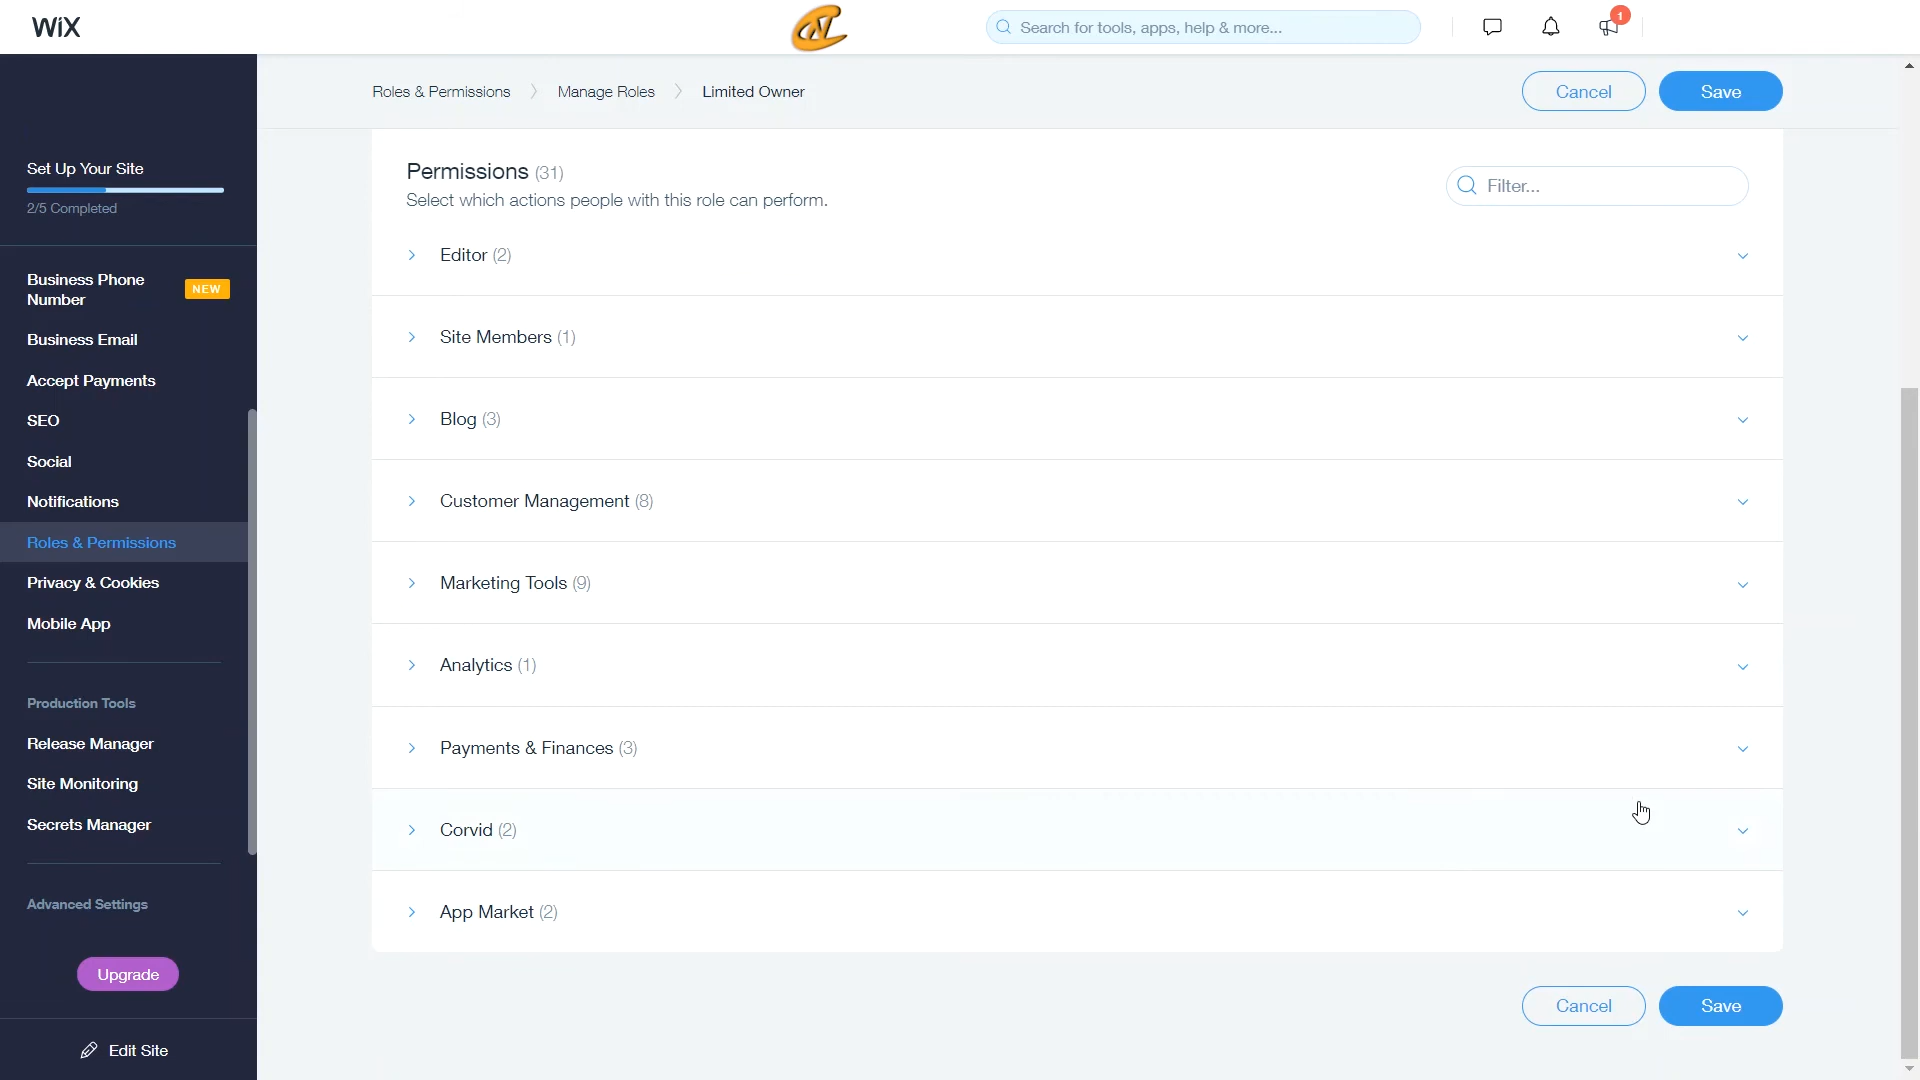 WiX
Search for tools, apps, help & more...
1
Roles & Permissions
Manage Roles
Limited Owner
Cancel
Save
Set Up Your Site
2/5 Completed
Business Phone
Number
NEW
Business Email
Accept Payments
SEO
Social
Notifications
Roles & Permissions
Privacy & Cookies
Mobile App
Production Tools
Release Manager
Site Monitoring
Secrets Manager
Advanced Settings
Upgrade
Edit Site
Permissions (31)
Select which actions people with this role can perform.
Filter...
Editor (2)
Site Members (1)
Blog (3)
Customer Management (8)
Marketing Tools (9)
Analytics (1)
Payments & Finances (3)
Corvid (2)
App Market (2)
Cancel
Save